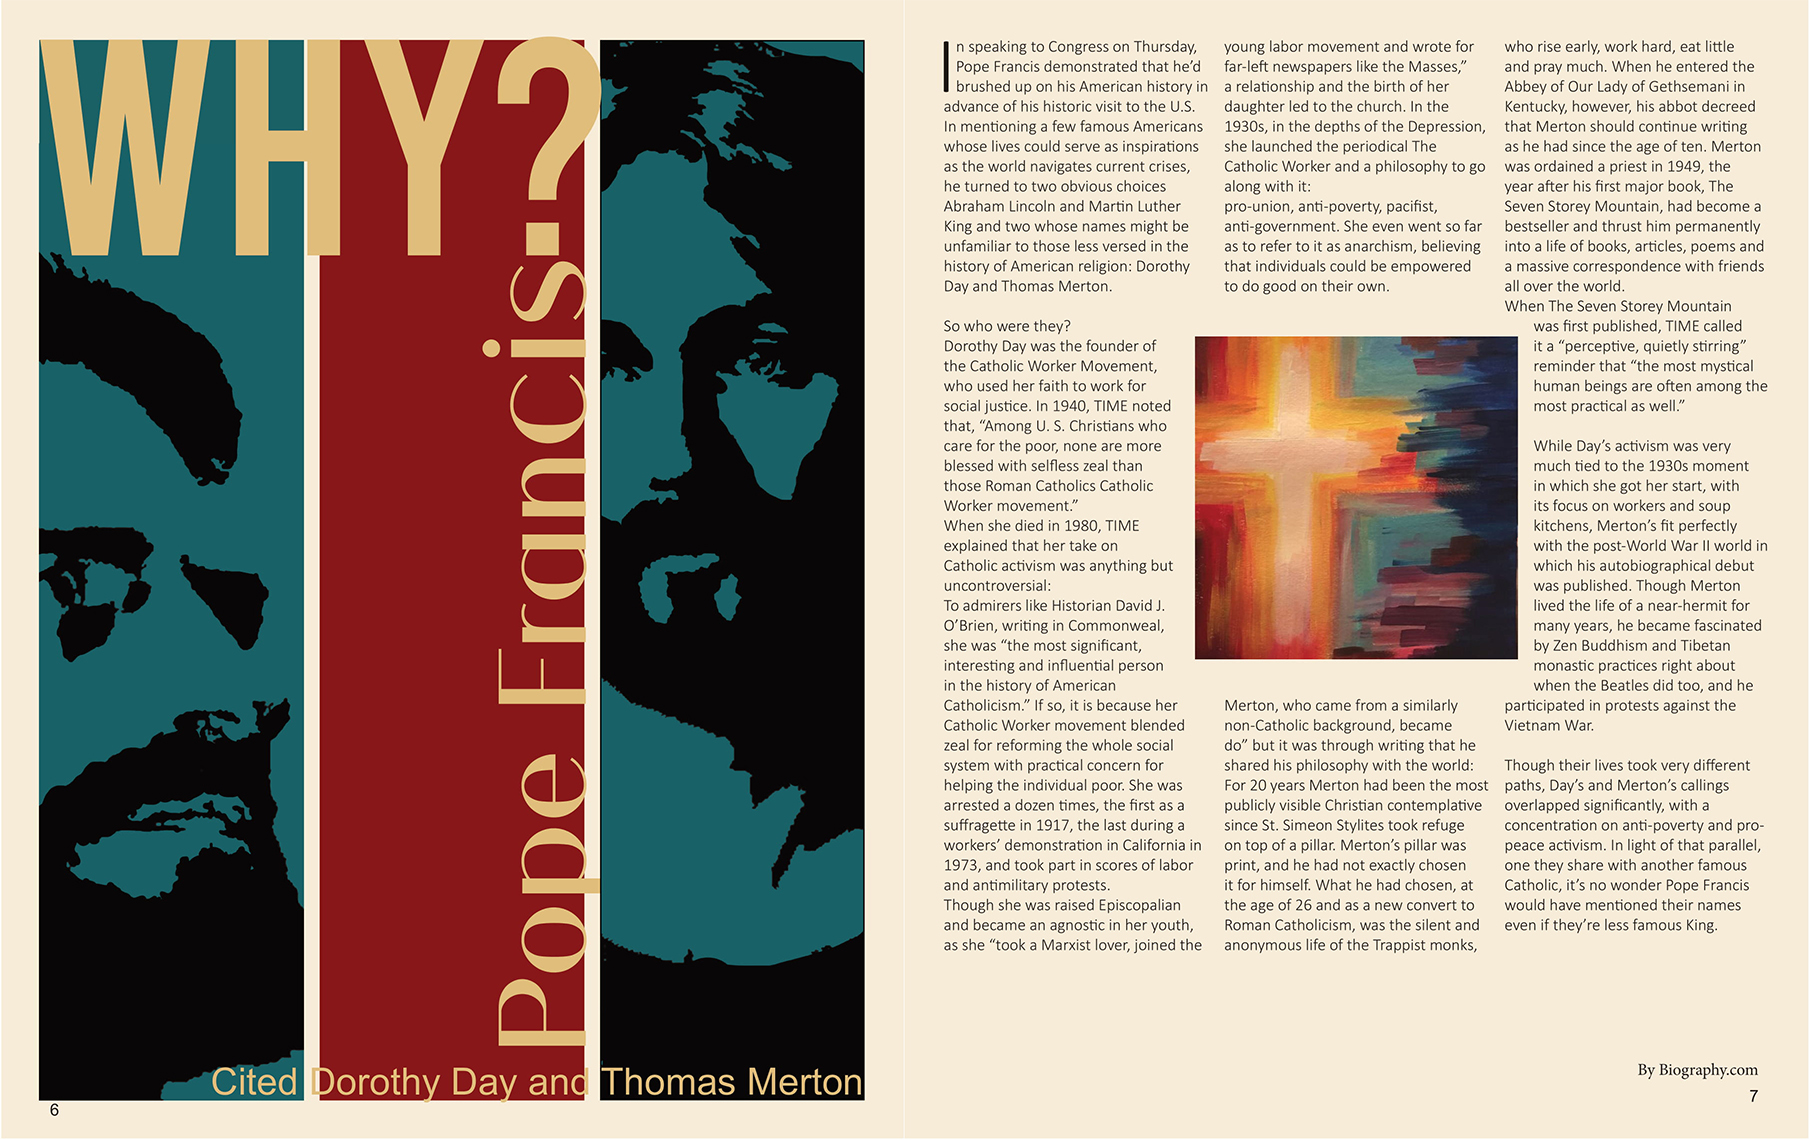 WHY?
Pope Francis
Cited Dorothy Day and Thomas Merton
6
In speaking to Congress on Thursday,
Pope Francis demonstrated that he’d
brushed up on his American history in
advance of his historic visit to the U.S.
In mentioning a few famous Americans
whose lives could serve as inspirations
as the world navigates current crises,
he turned to two obvious choices
Abraham Lincoln and Martin Luther
King and two whose names might be
unfamiliar to those less versed in the
history of American religion: Dorothy
Day and Thomas Merton.
So who were they?
Dorothy Day was the founder of
the Catholic Worker Movement,
who used her faith to work for
social justice. In 1940, TIME noted
that, “Among U. S. Christians who
care for the poor, none are more
blessed with selfless zeal than
those Roman Catholics Catholic
Worker movement.”
When she died in 1980, TIME
explained that her take on
Catholic activism was anything but
uncontroversial:
To admirers like Historian David J.
O’Brien, writing in Commonweal,
she was “the most significant,
interesting and influential person
in the history of American
Catholicism.” If so, it is because her
Catholic Worker movement blended
zeal for reforming the whole social
system with practical concern for
helping the individual poor. She was
arrested a dozen times, the first as a
suffragette in 1917, the last during a
workers’ demonstration in California in
1973, and took part in scores of labor
and antimilitary protests.
Though she was raised Episcopalian
and became an agnostic in her youth,
as she “took a Marxist lover, joined the
young labor movement and wrote for
far-left newspapers like the Masses,”
a relationship and the birth of her
daughter led to the church. In the
1930s, in the depths of the Depression,
she launched the periodical The
Catholic Worker and a philosophy to go
along with it:
pro-union, anti-poverty, pacifist,
anti-government. She even went so far
as to refer to it as anarchism, believing
that individuals could be empowered
to do good on their own.
Merton, who came from a similarly
non-Catholic background, became
do” but it was through writing that he
shared his philosophy with the world:
For 20 years Merton had been the most
publicly visible Christian contemplative
since St. Simeon Stylites took refuge
on top of a pillar. Merton’s pillar was
print, and he had not exactly chosen
it for himself. What he had chosen, at
the age of 26 and as a new convert to
Roman Catholicism, was the silent and
anonymous life of the Trappist monks,
who rise early, work hard, eat little
and pray much. When he entered the
Abbey of Our Lady of Gethsemani in
Kentucky, however, his abbot decreed
that Merton should continue writing
as he had since the age of ten. Merton
was ordained a priest in 1949, the
year after his first major book, The
Seven Storey Mountain, had become a
bestseller and thrust him permanently
into a life of books, articles, poems and
a massive correspondence with friends
all over the world.
When The Seven Storey Mountain
was first published, TIME called
it a “perceptive, quietly stirring”
reminder that “the most mystical
human beings are often among the
most practical as well.”
While Day’s activism was very
much tied to the 1930s moment
in which she got her start, with
its focus on workers and soup
kitchens, Merton’s fit perfectly
with the post-World War II world in
which his autobiographical debut
was published. Though Merton
lived the life of a near-hermit for
many years, he became fascinated
by Zen Buddhism and Tibetan
monastic practices right about
when the Beatles did too, and he
participated in protests against the
Vietnam War.
Though their lives took very different
paths, Day’s and Merton’s callings
overlapped significantly, with a
concentration on anti-poverty and pro-
peace activism. In light of that parallel,
one they share with another famous
Catholic, it’s no wonder Pope Francis
would have mentioned their names
even if they’re less famous King.
By Biography.com
7